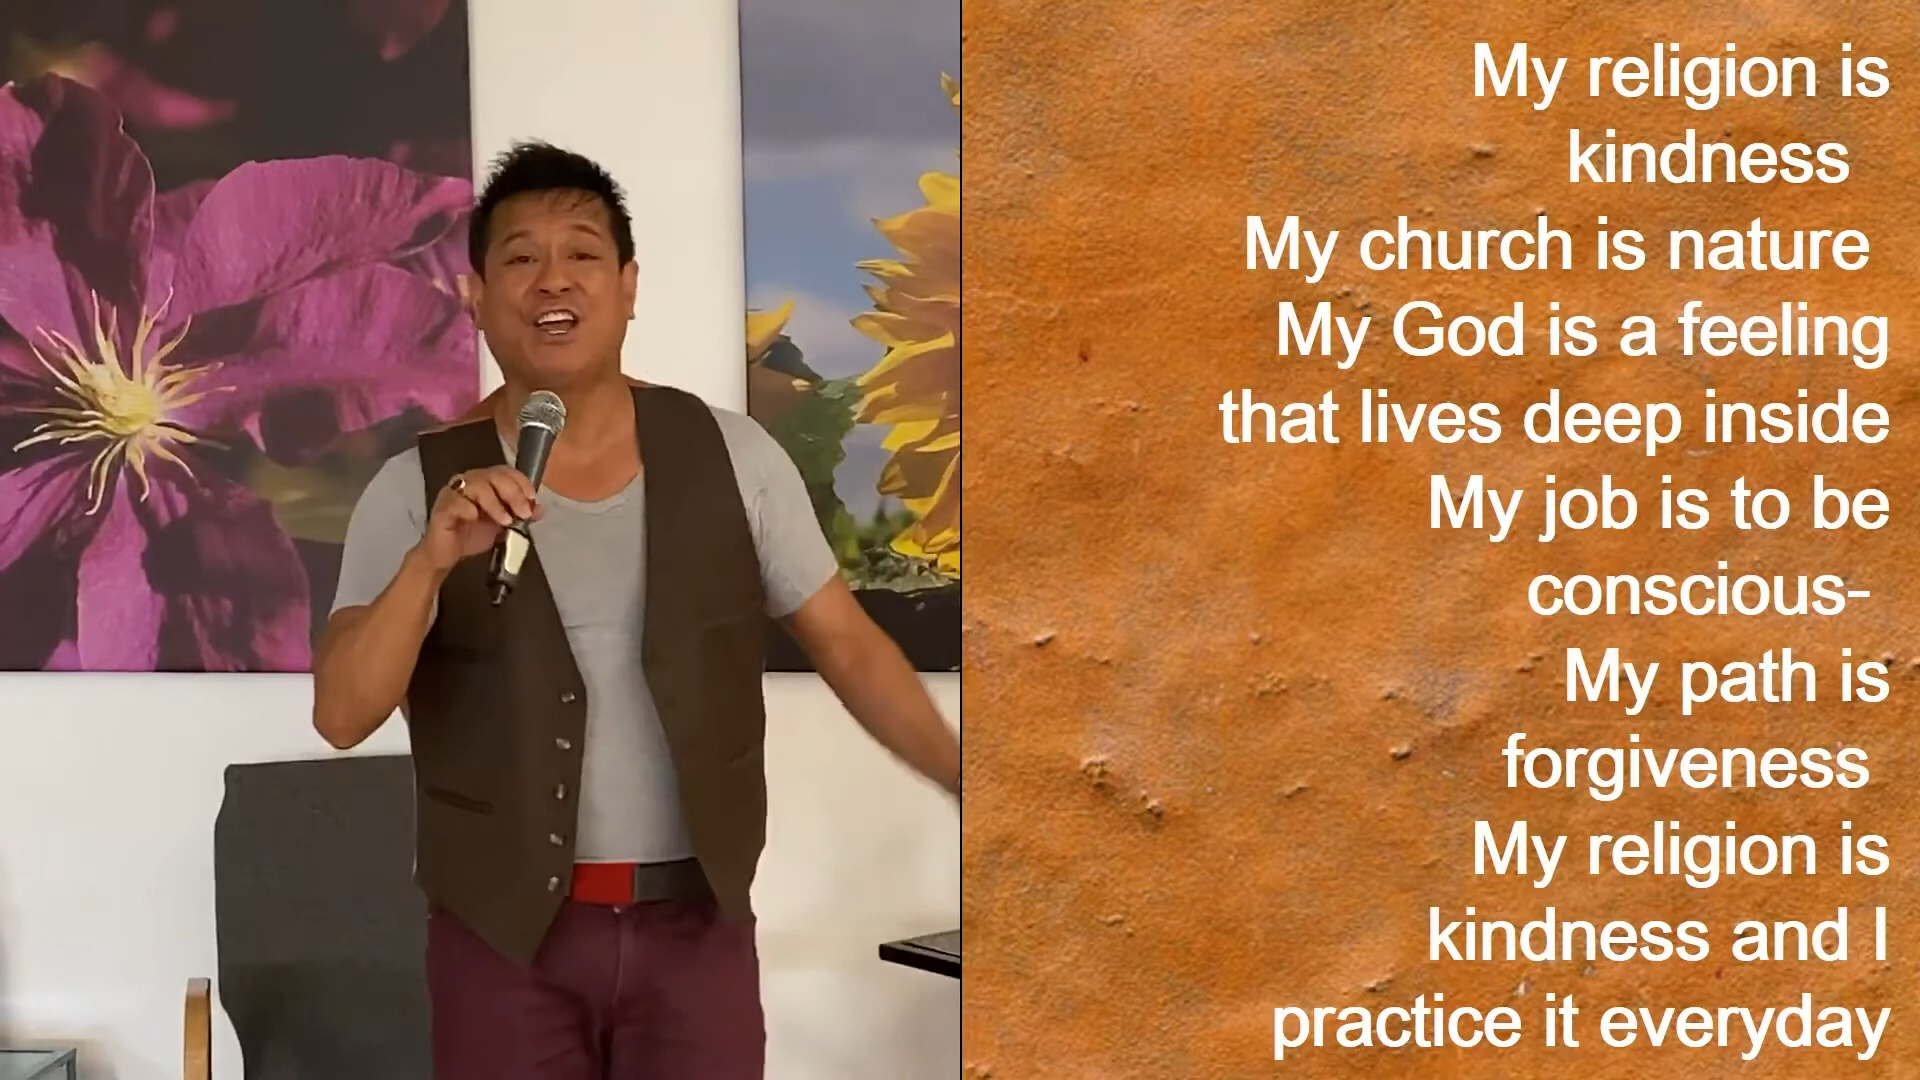 My religion is
kindness
My church is nature
My God is a feeling
that lives deep inside
My job is to be
conscious-
My path is
forgiveness
My religion is
kindness and I
practice it everyday